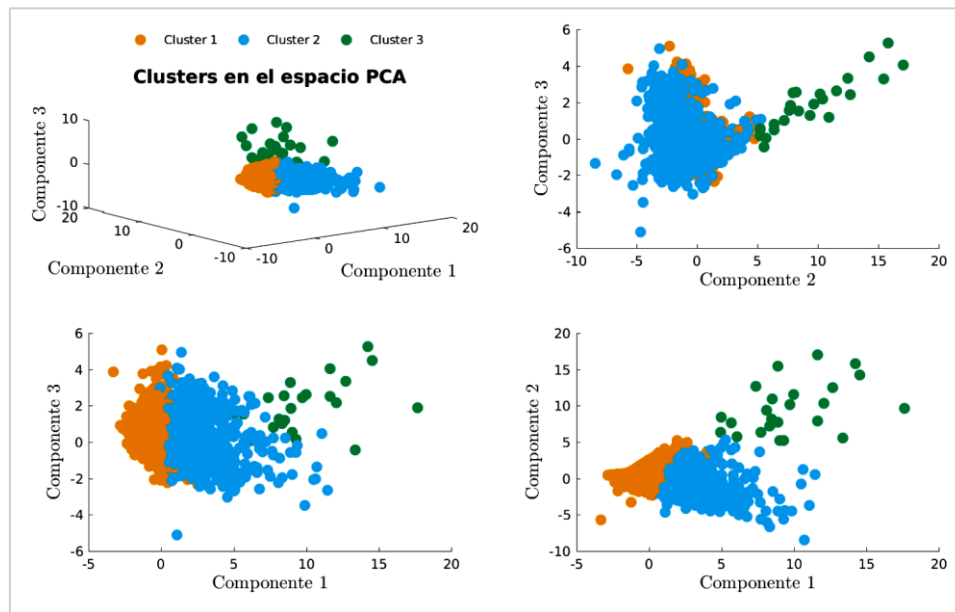 Cluster 1 Cluster 2 Cluster 3
Clusters en el espacio PCA
Componente 3
10
0
-10
20
10
0
-10
-10
0
10
20
Componente 2
Componente 1
Componente 3
6
4
2
0
-2
-4
-6
-10 -5 0 5 10 15 20
Componente 2
Componente 3
6
4
2
0
-2
-4
-6
-5 0 5 10 15 20
Componente 1
Componente 2
20
15
10
5
0
-5
-10
-5 0 5 10 15 20
Componente 1